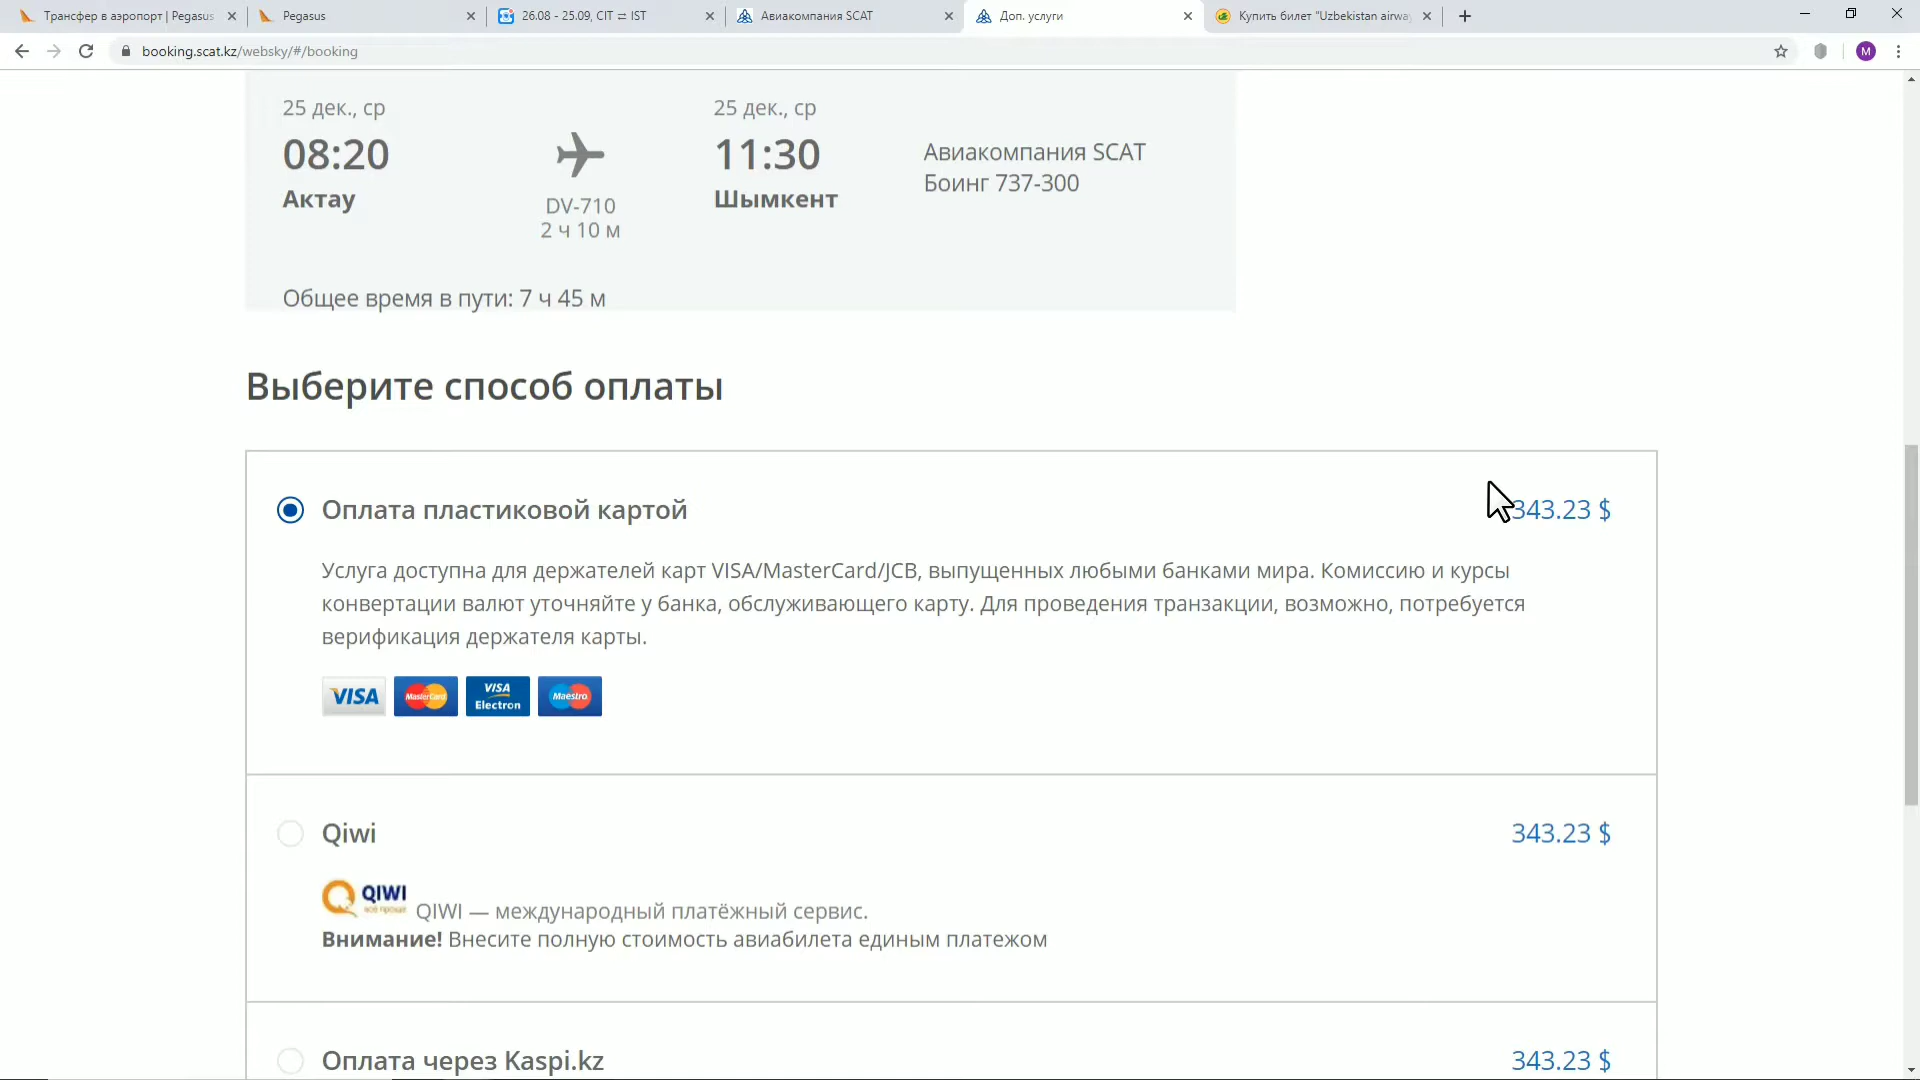 Трансфер в аэропорт | Pegasus
Pegasus
26.08 - 25.09, CIT ⇄ IST
Авиакомпания SCAT
Доп. услуги
Купить билет "Uzbekistan airwa
booking.scat.kz/websky/#/booking
M
25 дек., ср
25 дек., ср
08:20
11:30
Авиакомпания SCAT
Боинг 737-300
Актау
Шымкент
DV-710
2 ч 10 м
Общее время в пути: 7 ч 45 м
Выберите способ оплаты
Оплата пластиковой картой
343.23 $
Услуга доступна для держателей карт VISA/MasterCard/JCB, выпущенных любыми банками мира. Комиссию и курсы
конвертации валют уточняйте у банка, обслуживающего карту. Для проведения транзакции, возможно, потребуется
верификация держателя карты.
VISA
MasterCard
VISA
Electron
Maestro
Qiwi
343.23 $
QIWI
QIWI — международный платёжный сервис.
Внимание! Внесите полную стоимость авиабилета единым платежом
Оплата через Kaspi.kz
343.23 $